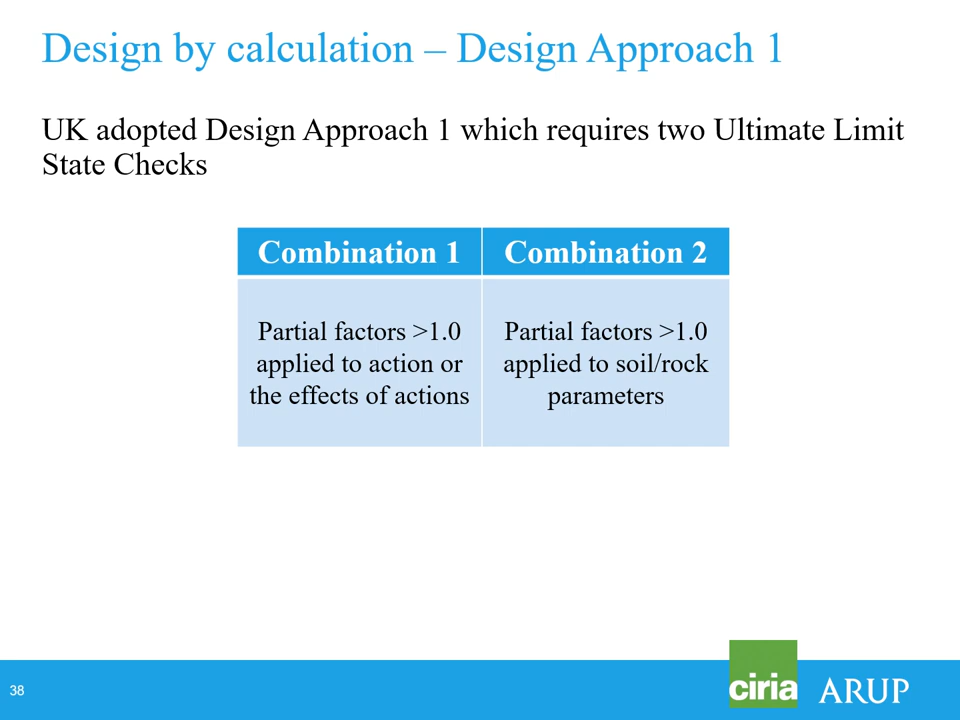 Design by calculation – Design Approach 1
UK adopted Design Approach 1 which requires two Ultimate Limit
State Checks
Combination 1
Combination 2
Partial factors >1.0
applied to action or
the effects of actions
Partial factors >1.0
applied to soil/rock
parameters
38
ciria
ARUP